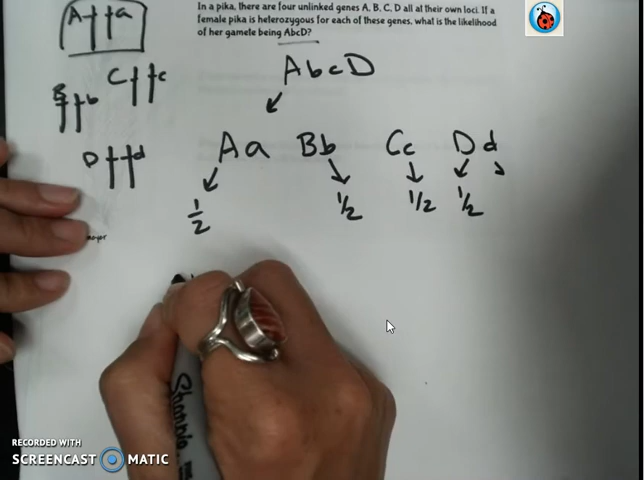 In a pika, there are four unlinked genes A, B, C, D all at their own loci. If a
female pika is heterozygous for each of these genes, what is the likelihood
of her gamete being AbcD?
A a
C c
B b
D d
AbcD
Aa Bb Cc Dd
1/2 1/2 1/2 1/2
Sharpie
RECORDED WITH
SCREENCAST MATIC